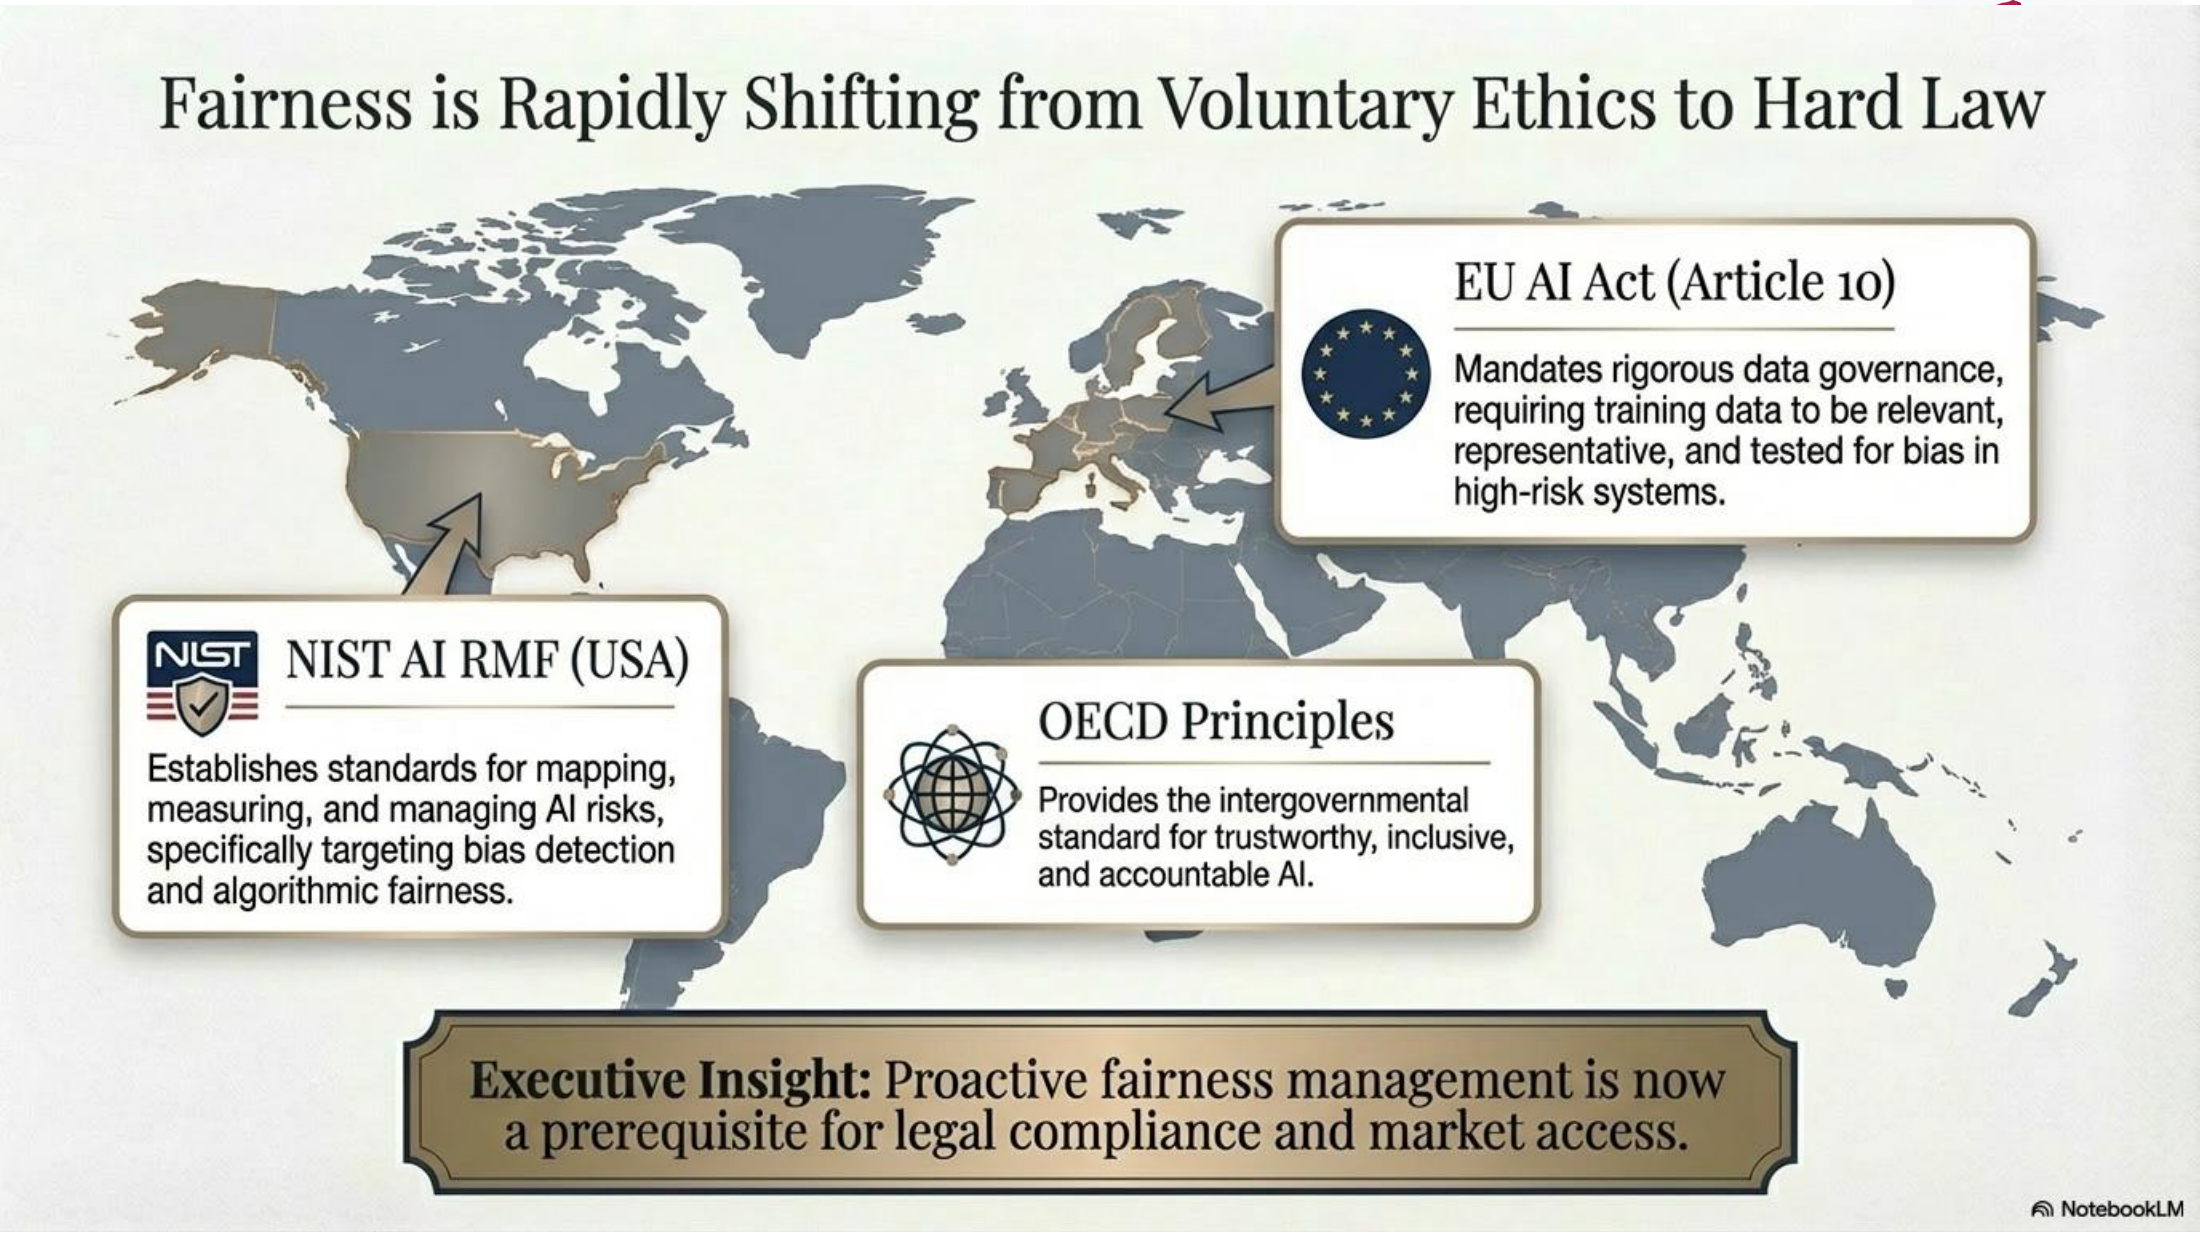 Fairness is Rapidly Shifting from Voluntary Ethics to Hard Law
EU AI Act (Article 10)
Mandates rigorous data governance,
requiring training data to be relevant,
representative, and tested for bias in
high-risk systems.
NIST
NIST AI RMF (USA)
Establishes standards for mapping,
measuring, and managing AI risks,
specifically targeting bias detection
and algorithmic fairness.
OECD Principles
Provides the intergovernmental
standard for trustworthy, inclusive,
and accountable AI.
Executive Insight: Proactive fairness management is now
a prerequisite for legal compliance and market access.
NotebookLM